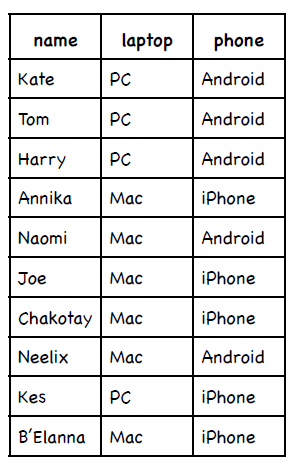 name laptop phone
Kate PC Android
Tom PC Android
Harry PC Android
Annika Mac iPhone
Naomi Mac Android
Joe Mac iPhone
Chakotay Mac iPhone
Neelix Mac Android
Kes PC iPhone
B'Elanna Mac iPhone